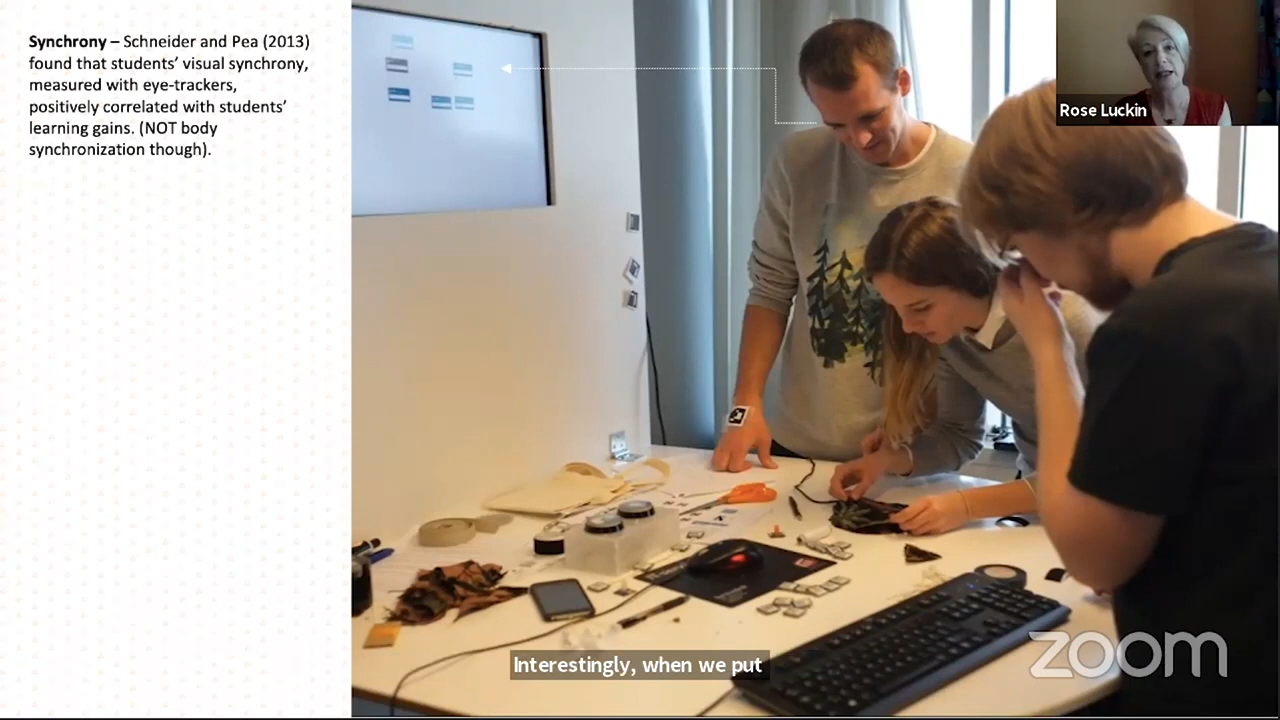 Synchrony – Schneider and Pea (2013)
found that students’ visual synchrony,
measured with eye-trackers,
positively correlated with students’
learning gains. (NOT body
synchronization though).
Rose Luckin
Interestingly, when we put
zoom